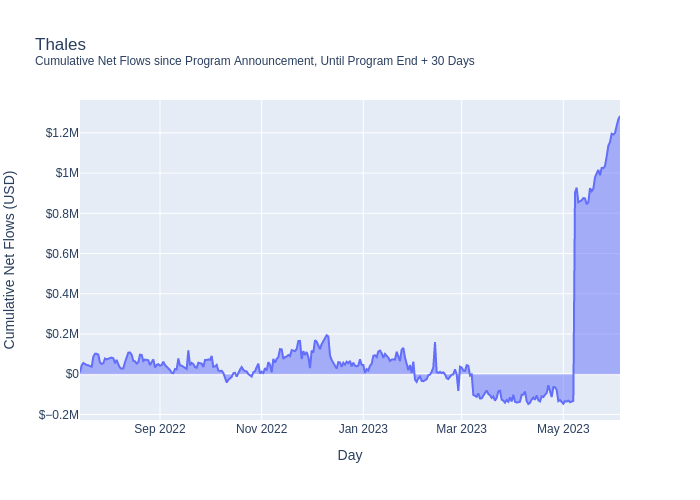 Thales
Cumulative Net Flows since Program Announcement, Until Program End + 30 Days
Cumulative Net Flows (USD)
$1.2M
$1M
$0.8M
$0.6M
$0.4M
$0.2M
$0
$−0.2M
Sep 2022
Nov 2022
Jan 2023
Mar 2023
May 2023
Day